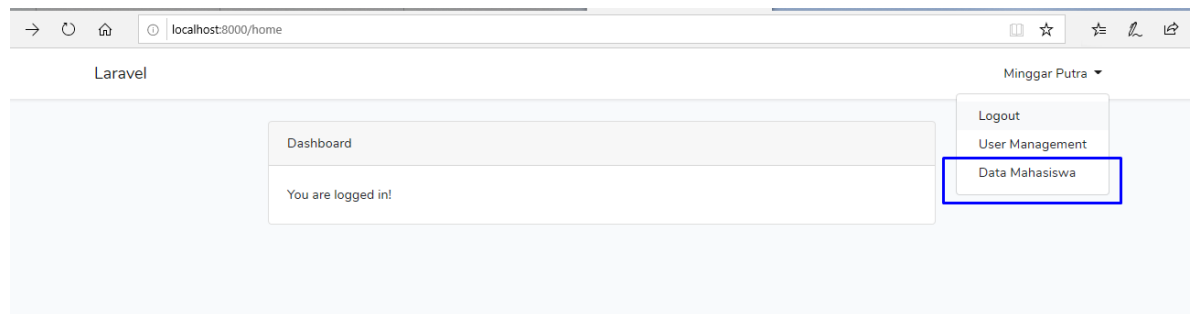 localhost:8000/home
Laravel
Minggar Putra
Logout
User Management
Data Mahasiswa
Dashboard
You are logged in!